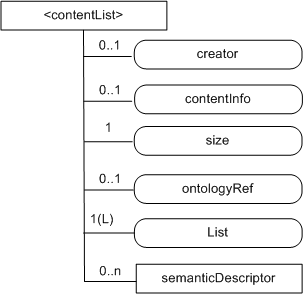 <contentList>
0..1
creator
0..1
contentInfo
1
size
0..1
ontologyRef
1(L)
List
0..n
semanticDescriptor